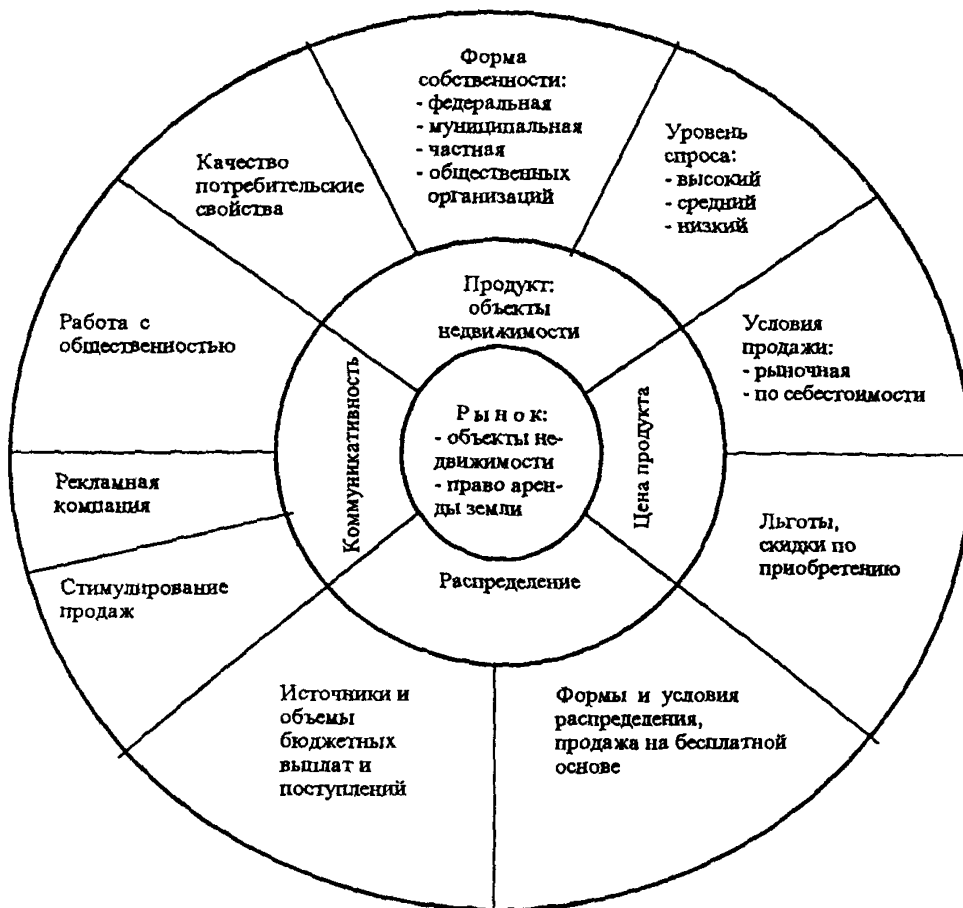 Форма
собственности:
- федеральная
- муниципальная
- частная
- общественных
организаций
Уровень
спроса:
- высокий
- средний
- низкий
Качество
потребительские
свойства
Продукт:
объекты
недвижимости
Работа с
общественностью
Условия
продажи:
- рыночная
- по себестоимости
Коммуникативность
Р ы н о к:
- объекты не-
движимости
- право арен-
ды земли
Цена продукта
Рекламная
компания
Льготы,
скидки по
приобретению
Стимулирование
продаж
Распределение
Источники и
объемы
бюджетных
выплат и
поступлений
Формы и условия
распределения,
продажа на бесплатной
основе